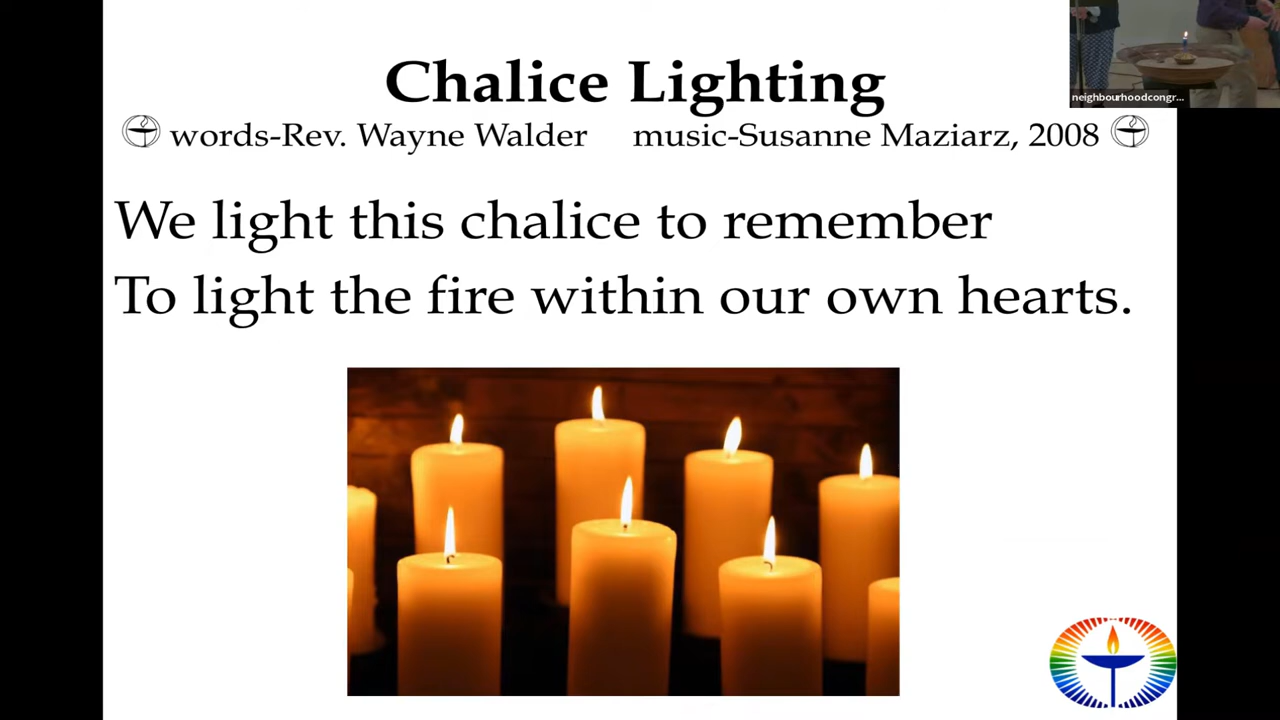 Chalice Lighting
words-Rev. Wayne Walder music-Susanne Maziarz, 2008
We light this chalice to remember
To light the fire within our own hearts.
neighbourhoodcongr...